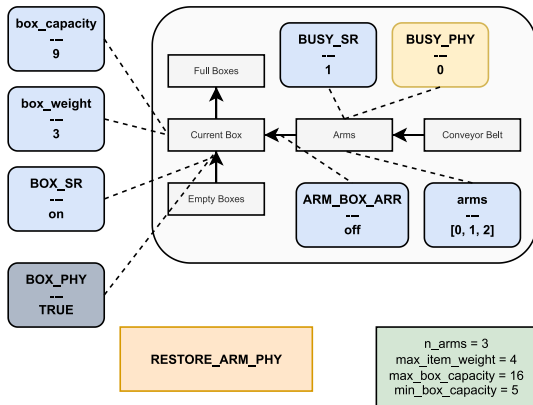 box_capacity
---
9
box_weight
---
3
BOX_SR
---
on
BOX_PHY
---
TRUE
Full Boxes
Current Box
Empty Boxes
BUSY_SR
---
1
BUSY_PHY
---
0
Arms
Conveyor Belt
ARM_BOX_ARR
---
off
arms
---
[0, 1, 2]
RESTORE_ARM_PHY
n_arms = 3
max_item_weight = 4
max_box_capacity = 16
min_box_capacity = 5